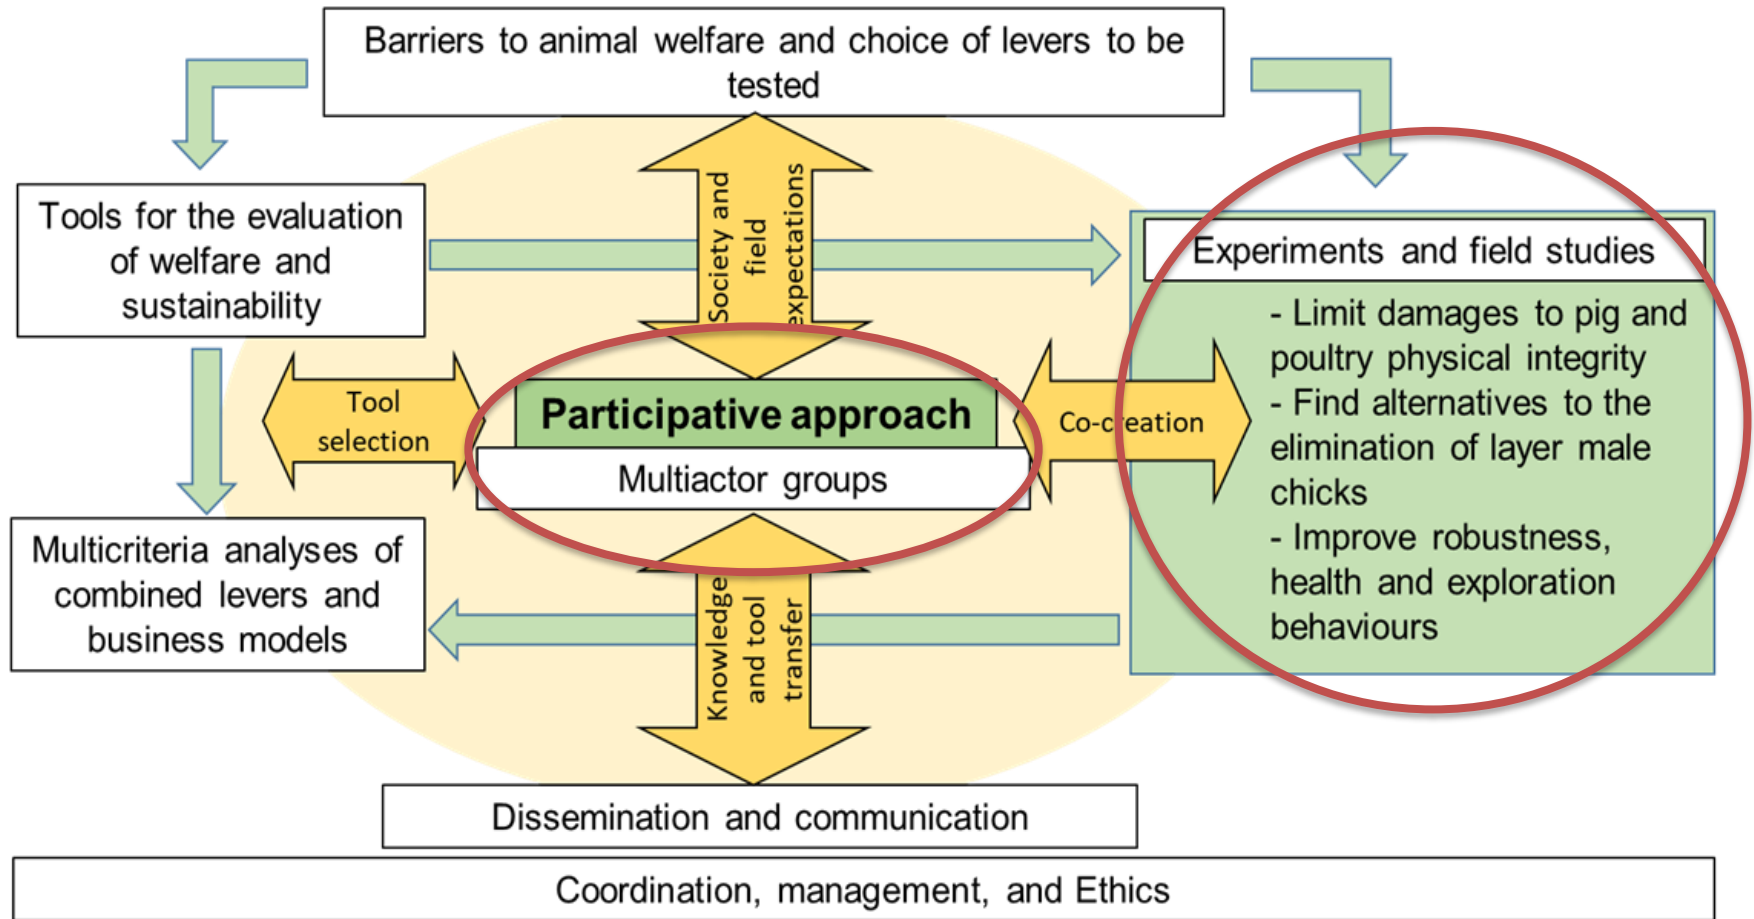 Barriers to animal welfare and choice of levers to be
tested
Society and
field
expectations
Tools for the evaluation
of welfare and
sustainability
Experiments and field studies
- Limit damages to pig and
poultry physical integrity
- Find alternatives to the
elimination of layer male
chicks
- Improve robustness,
health and exploration
behaviours
Tool
selection
Participative approach
Multiactor groups
Co-creation
Multicriteria analyses of
combined levers and
business models
Knowledge
and tool
transfer
Dissemination and communication
Coordination, management, and Ethics